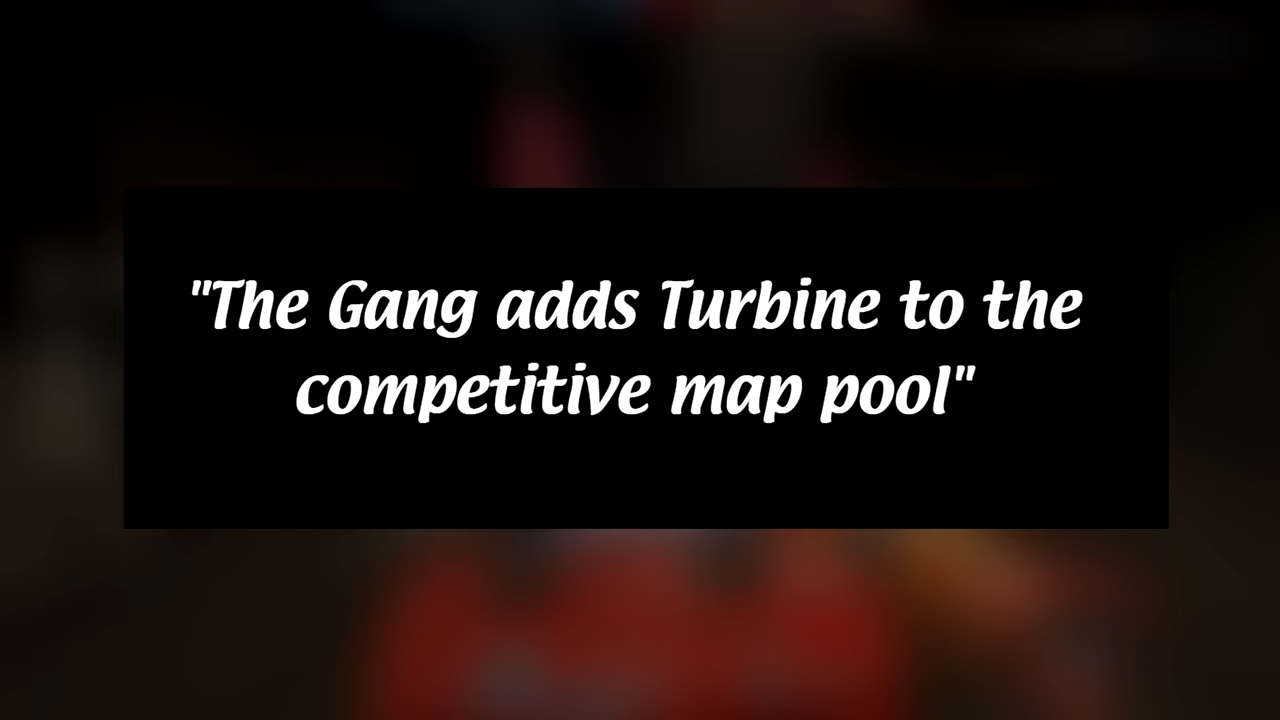 "The Gang adds Turbine to the
competitive map pool"